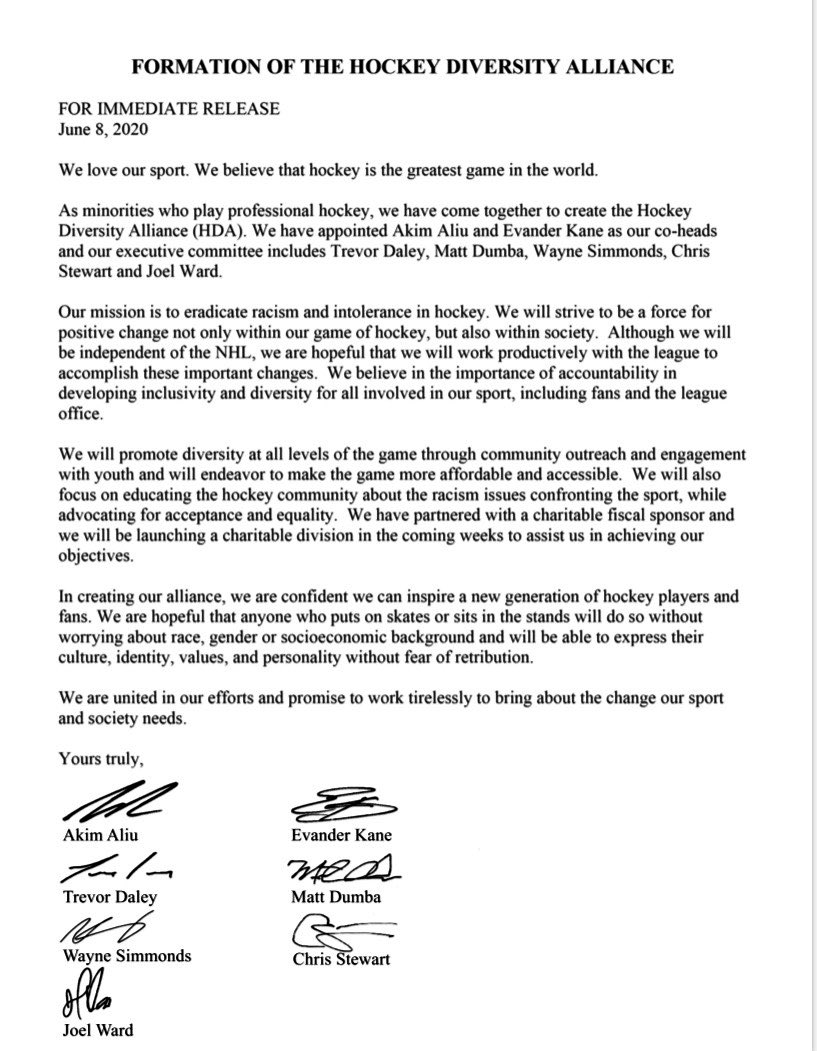 FORMATION OF THE HOCKEY DIVERSITY ALLIANCE
FOR IMMEDIATE RELEASE
June 8, 2020
We love our sport. We believe that hockey is the greatest game in the world.
As minorities who play professional hockey, we have come together to create the Hockey
Diversity Alliance (HDA). We have appointed Akim Aliu and Evander Kane as our co-heads
and our executive committee includes Trevor Daley, Matt Dumba, Wayne Simmonds, Chris
Stewart and Joel Ward.
Our mission is to eradicate racism and intolerance in hockey. We will strive to be a force for
positive change not only within our game of hockey, but also within society. Although we will
be independent of the NHL, we are hopeful that we will work productively with the league to
accomplish these important changes. We believe in the importance of accountability in
developing inclusivity and diversity for all involved in our sport, including fans and the league
office.
We will promote diversity at all levels of the game through community outreach and engagement
with youth and will endeavor to make the game more affordable and accessible. We will also
focus on educating the hockey community about the racism issues confronting the sport, while
advocating for acceptance and equality. We have partnered with a charitable fiscal sponsor and
we will be launching a charitable division in the coming weeks to assist us in achieving our
objectives.
In creating our alliance, we are confident we can inspire a new generation of hockey players and
fans. We are hopeful that anyone who puts on skates or sits in the stands will do so without
worrying about race, gender or socioeconomic background and will be able to express their
culture, identity, values, and personality without fear of retribution.
We are united in our efforts and promise to work tirelessly to bring about the change our sport
and society needs.
Yours truly,
Akim Aliu
Evander Kane
Trevor Daley
Matt Dumba
Wayne Simmonds
Chris Stewart
Joel Ward